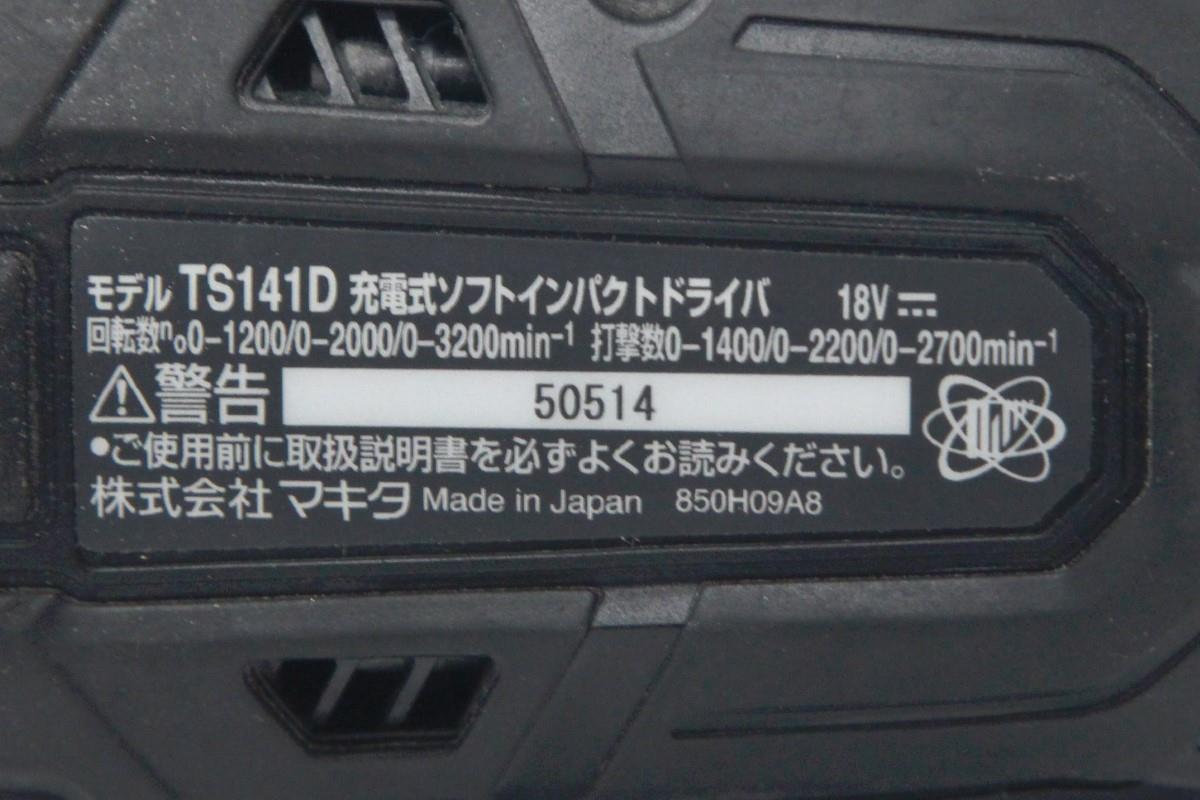 モデル TS141D 充電式ソフトインパクトドライバ 18V ⎓
回転数n₀0-1200/0-2000/0-3200min⁻¹ 打撃数0-1400/0-2200/0-2700min⁻¹
⚠警告 50514
•ご使用前に取扱説明書を必ずよくお読みください。
株式会社 マキタ Made in Japan 850H09A8